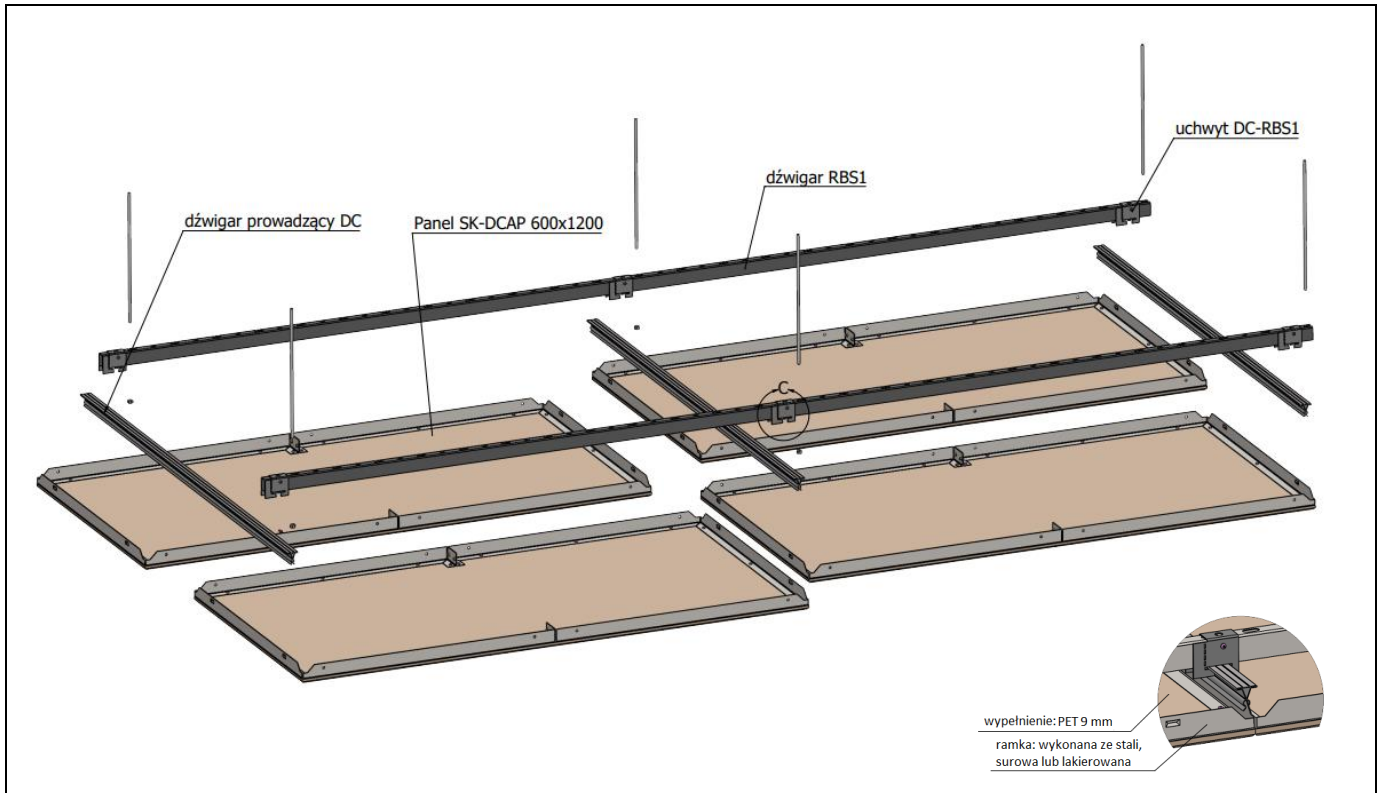 uchwyt DC-RBS1
dźwigar RBS1
dźwigar prowadzący DC
Panel SK-DCAP 600x1200
C
wypełnienie: PET 9 mm
ramka: wykonana ze stali,
surowa lub lakierowana